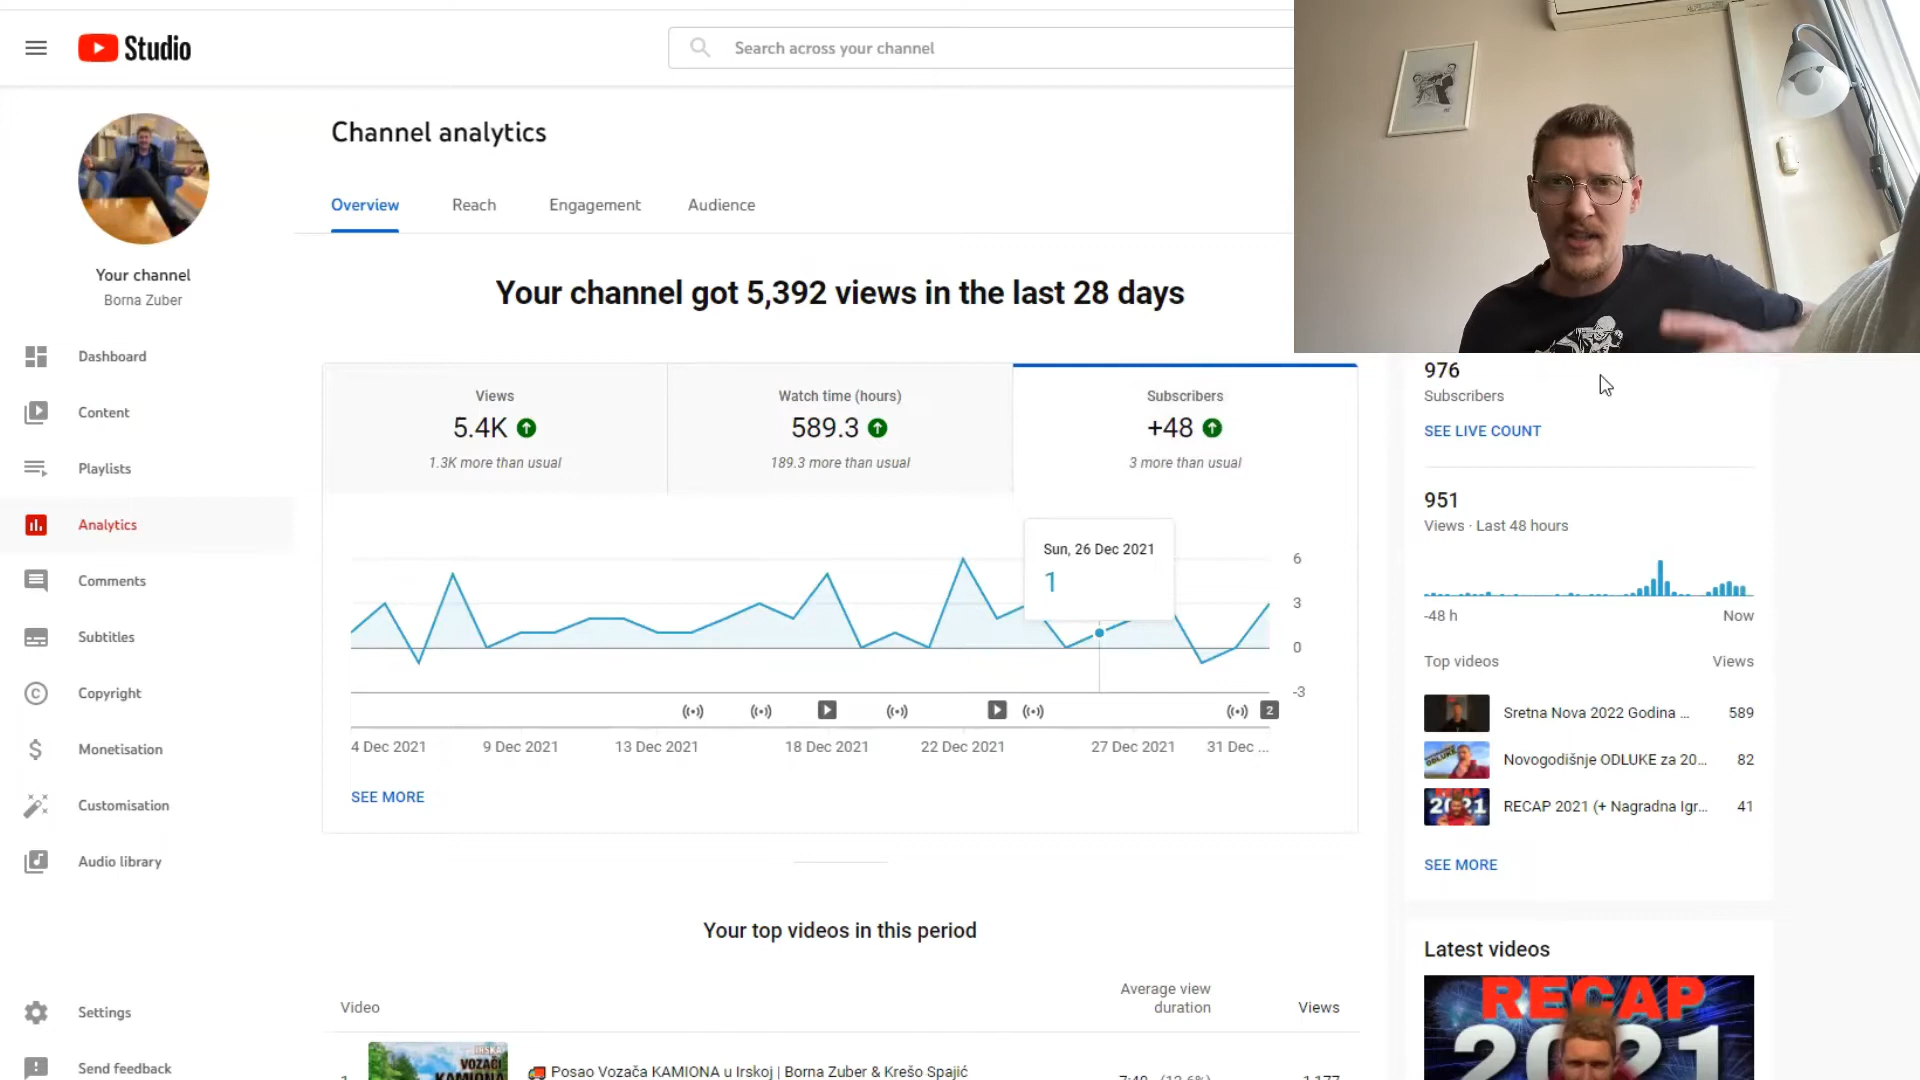 Studio
Search across your channel
Your channel
Borna Zuber
Dashboard
Content
Playlists
Analytics
Comments
Subtitles
Copyright
Monetisation
Customisation
Audio library
Settings
Send feedback
Channel analytics
Overview
Reach
Engagement
Audience
Your channel got 5,392 views in the last 28 days
Views
5.4K
1.3K more than usual
Watch time (hours)
589.3
189.3 more than usual
Subscribers
+48
3 more than usual
Sun, 26 Dec 2021
1
6
3
0
-3
2
4 Dec 2021
9 Dec 2021
13 Dec 2021
18 Dec 2021
22 Dec 2021
27 Dec 2021
31 Dec ...
SEE MORE
Your top videos in this period
Video
Average view
duration
Views
VOZAČI
KAMIONA
Posao Vozača KAMIONA u Irskoj | Borna Zuber & Krešo Spajić
976
Subscribers
SEE LIVE COUNT
951
Views · Last 48 hours
-48 h
Now
Top videos
Views
Sretna Nova 2022 Godina ...
589
ODLUKE
Novogodišnje ODLUKE za 20...
82
RECAP
2021
RECAP 2021 (+ Nagradna Igr...
41
SEE MORE
Latest videos
RECAP
2021